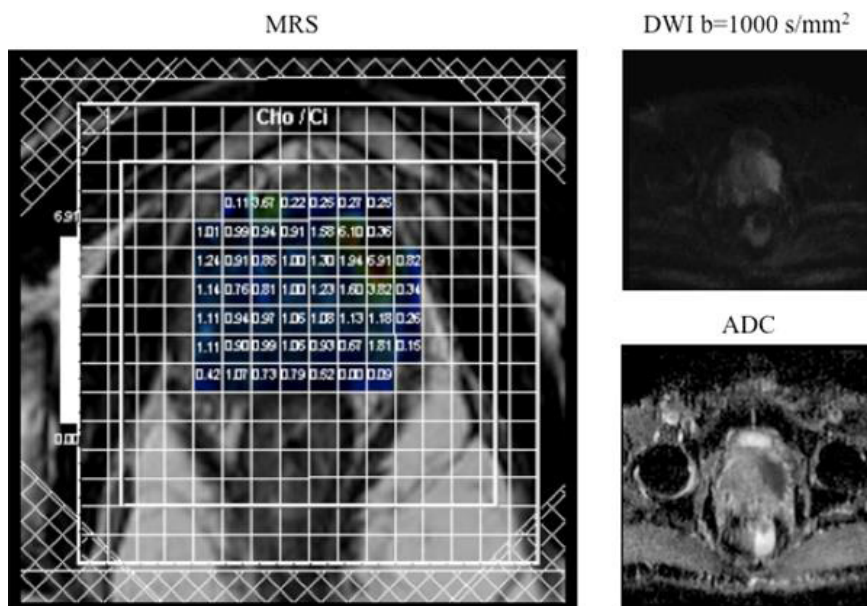 MRS
DWI b=1000 s/mm²
Cho / Ci
0.11 3.67 0.22 0.25 0.27 0.25
6.91
1.01 0.99 0.94 0.91 1.58 6.10 0.36
1.24 0.91 0.85 1.00 1.30 1.94 6.91 0.82
1.14 0.76 0.81 1.00 1.23 1.60 3.82 0.34
ADC
1.11 0.94 0.97 1.06 1.08 1.13 1.18 0.26
1.11 0.90 0.99 1.06 0.93 0.67 1.81 0.15
0.42 1.07 0.73 0.79 0.52 0.00 0.09
0.00